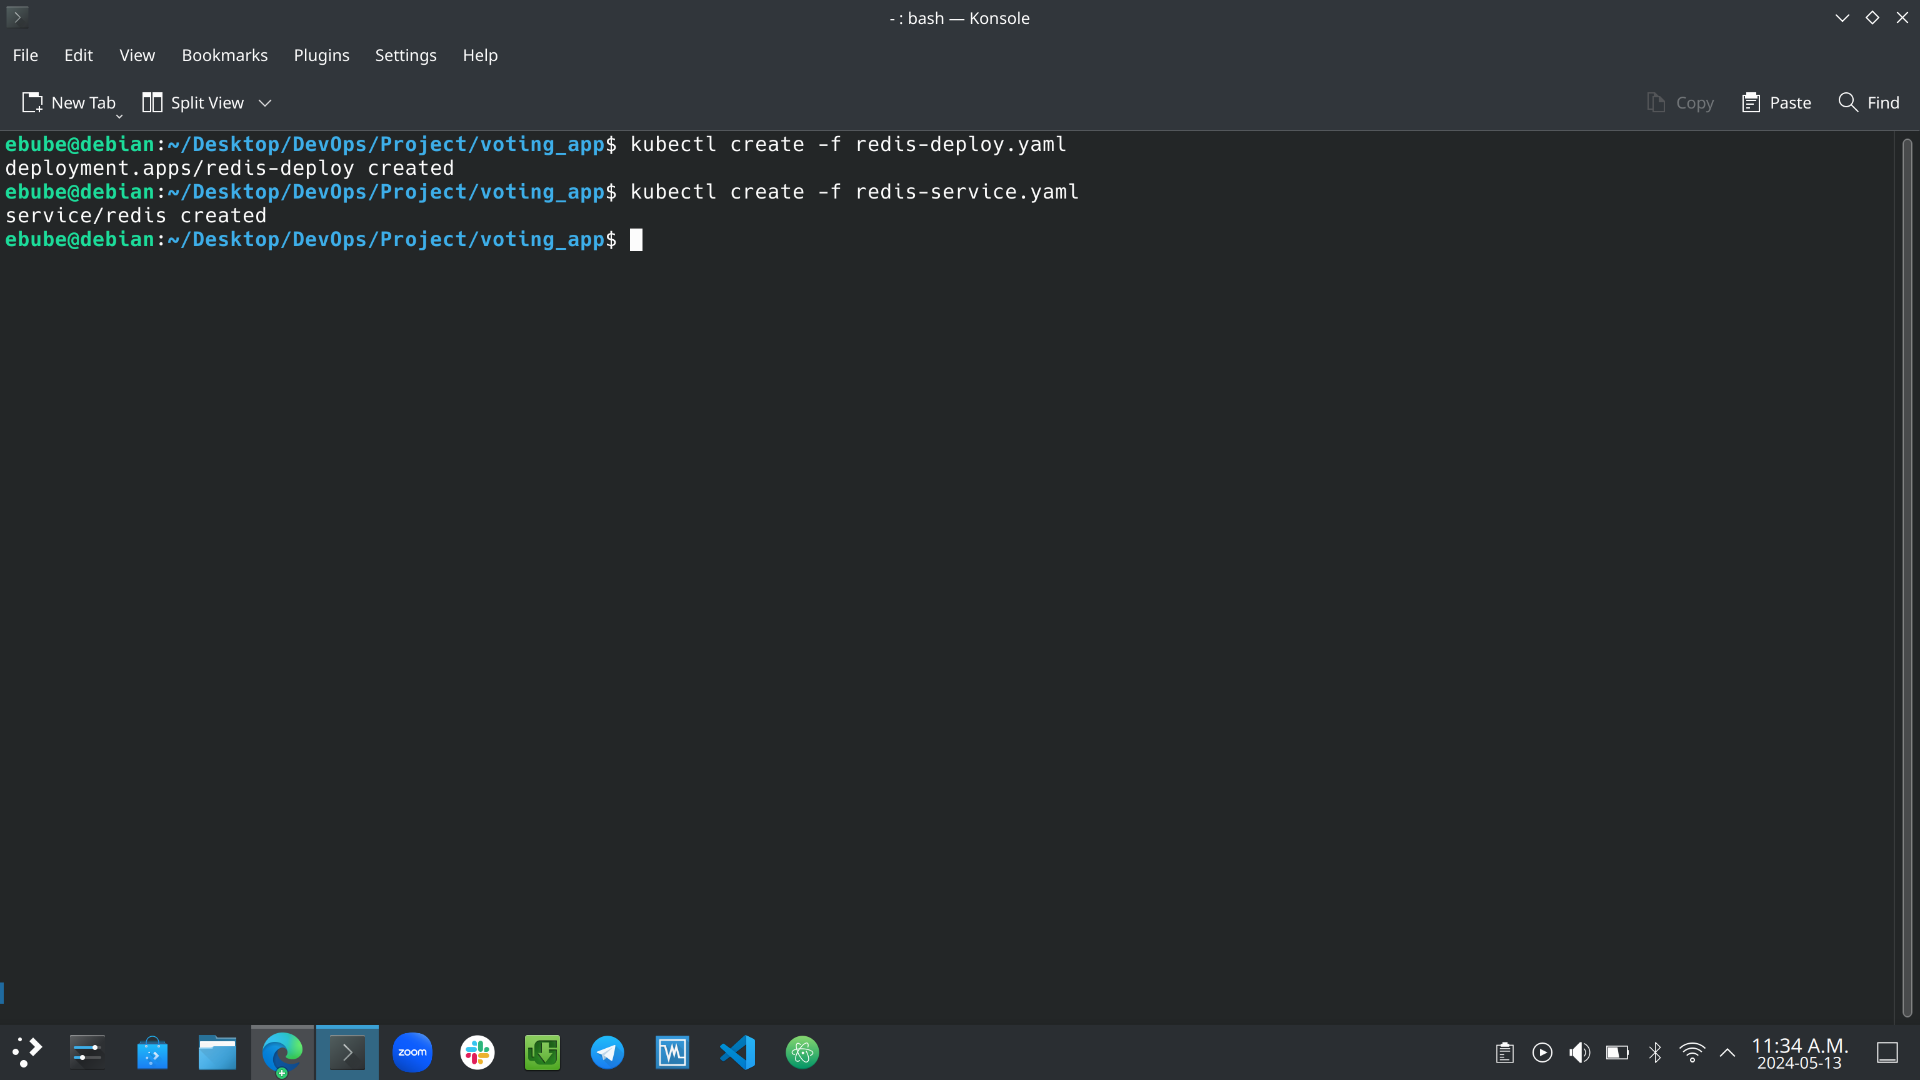 - : bash — Konsole
File Edit View Bookmarks Plugins Settings Help
New Tab Split View Copy Paste Find
ebube@debian:~/Desktop/DevOps/Project/voting_app$ kubectl create -f redis-deploy.yaml
deployment.apps/redis-deploy created
ebube@debian:~/Desktop/DevOps/Project/voting_app$ kubectl create -f redis-service.yaml
service/redis created
ebube@debian:~/Desktop/DevOps/Project/voting_app$
zoom
11:34 A.M.
2024-05-13